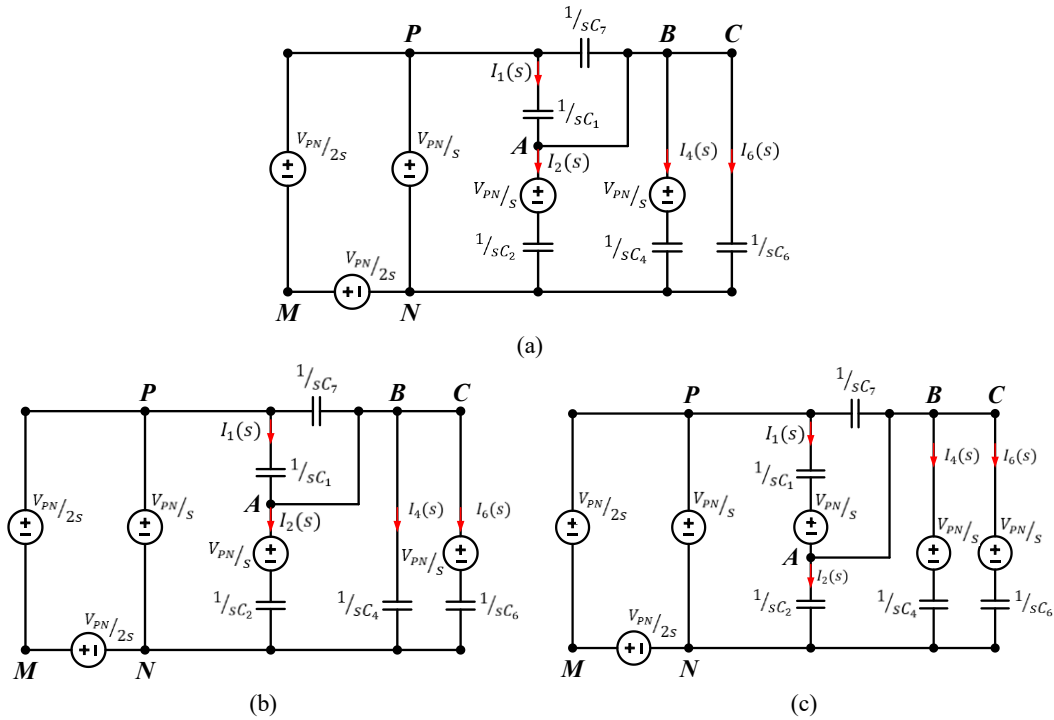 1/sC7
P
B
C
I1(s)
1/sC1
A
I2(s)
I4(s)
I6(s)
VPN/2s
VPN/s
VPN/s
VPN/s
1/sC2
1/sC4
1/sC6
VPN/2s
M
N
(a)
1/sC7
P
B
C
I1(s)
1/sC1
A
I2(s)
I4(s)
I6(s)
VPN/2s
VPN/s
VPN/s
VPN/s
1/sC2
1/sC4
1/sC6
VPN/2s
M
N
(b)
1/sC7
P
B
C
I1(s)
I4(s)
I6(s)
1/sC1
VPN/2s
VPN/s
VPN/s
VPN/s
VPN/s
A
I2(s)
1/sC2
1/sC4
1/sC6
VPN/2s
M
N
(c)